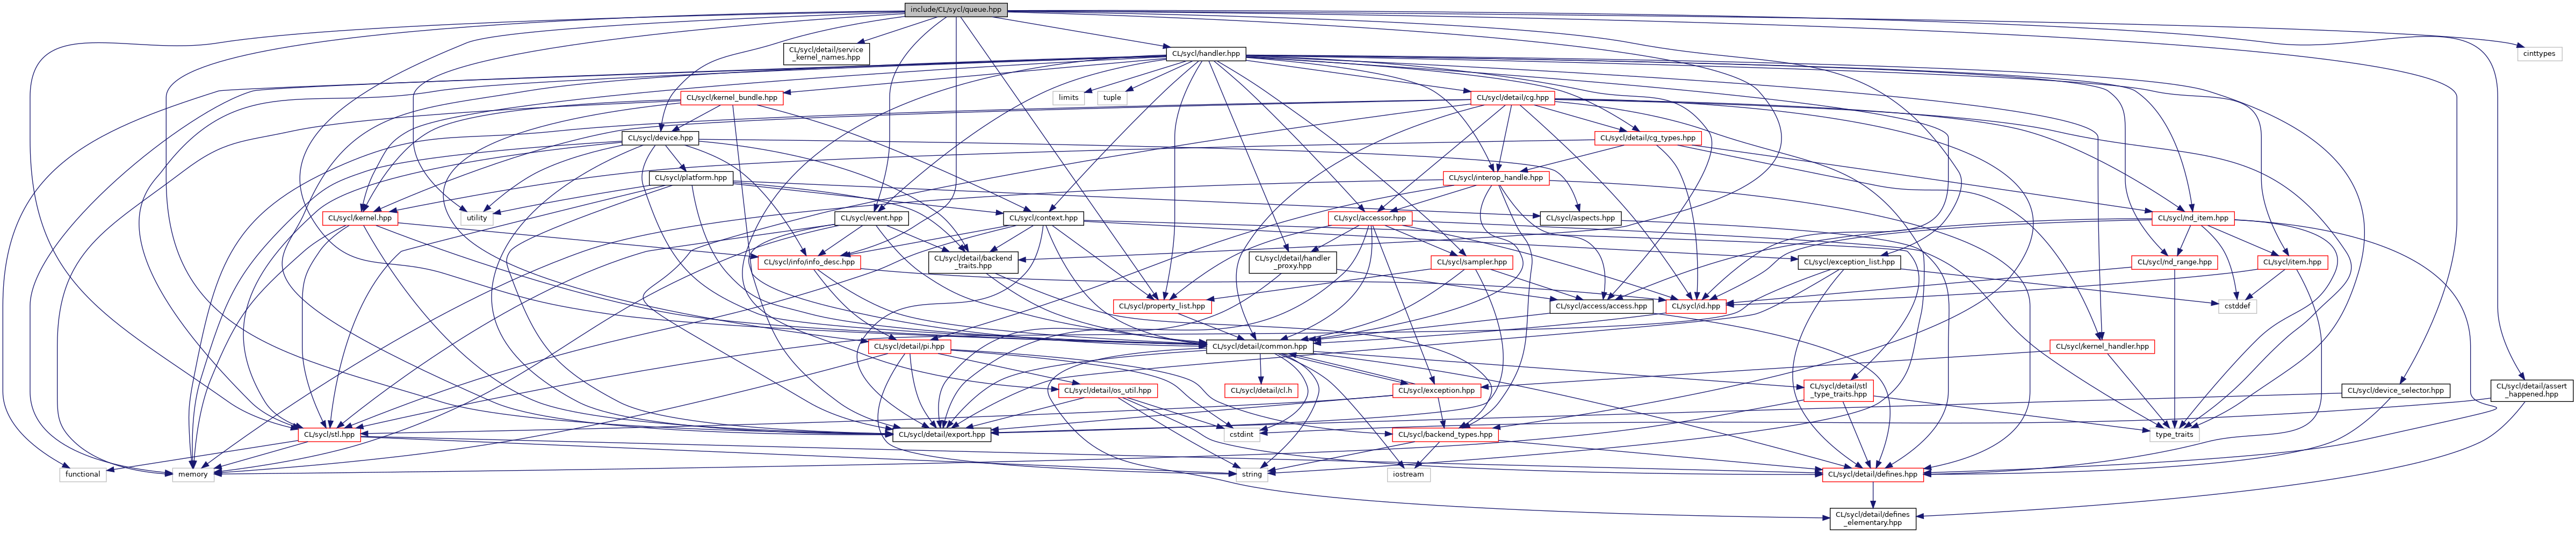 include/CL/sycl/queue.hpp
CL/sycl/detail/service
_kernel_names.hpp
CL/sycl/handler.hpp
cinttypes
CL/sycl/kernel_bundle.hpp
limits
tuple
CL/sycl/detail/cg.hpp
CL/sycl/device.hpp
CL/sycl/detail/cg_types.hpp
CL/sycl/platform.hpp
CL/sycl/interop_handle.hpp
CL/sycl/kernel.hpp
utility
CL/sycl/event.hpp
CL/sycl/context.hpp
CL/sycl/accessor.hpp
CL/sycl/aspects.hpp
CL/sycl/nd_item.hpp
CL/sycl/info/info_desc.hpp
CL/sycl/detail/backend
_traits.hpp
CL/sycl/detail/handler
_proxy.hpp
CL/sycl/sampler.hpp
CL/sycl/exception_list.hpp
CL/sycl/nd_range.hpp
CL/sycl/item.hpp
CL/sycl/property_list.hpp
CL/sycl/access/access.hpp
CL/sycl/id.hpp
cstddef
CL/sycl/detail/pi.hpp
CL/sycl/detail/common.hpp
CL/sycl/kernel_handler.hpp
CL/sycl/detail/os_util.hpp
CL/sycl/detail/cl.h
CL/sycl/exception.hpp
CL/sycl/detail/stl
_type_traits.hpp
CL/sycl/device_selector.hpp
CL/sycl/detail/assert
_happened.hpp
CL/sycl/stl.hpp
CL/sycl/detail/export.hpp
cstdint
CL/sycl/backend_types.hpp
type_traits
functional
memory
string
iostream
CL/sycl/detail/defines.hpp
CL/sycl/detail/defines
_elementary.hpp